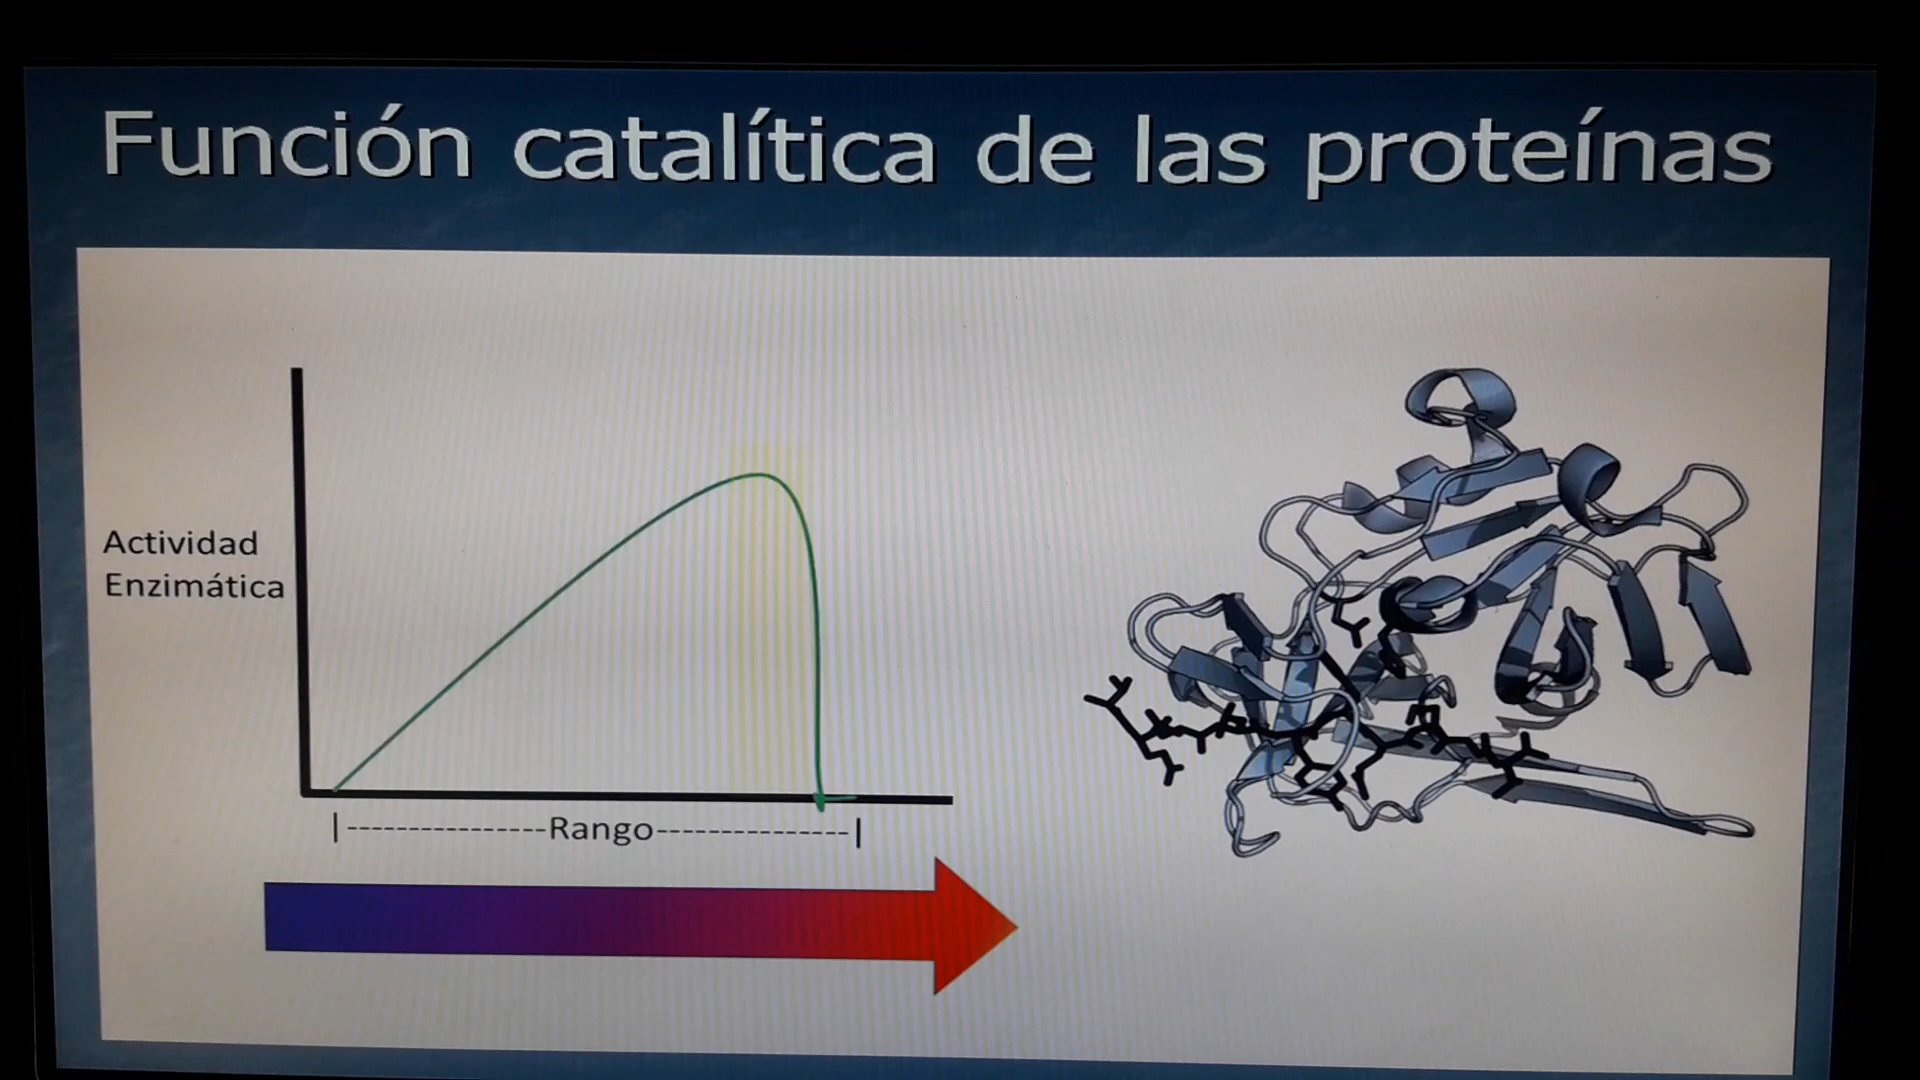 Función catalítica de las proteínas
Actividad
Enzimática
|----------------Rango---------------|